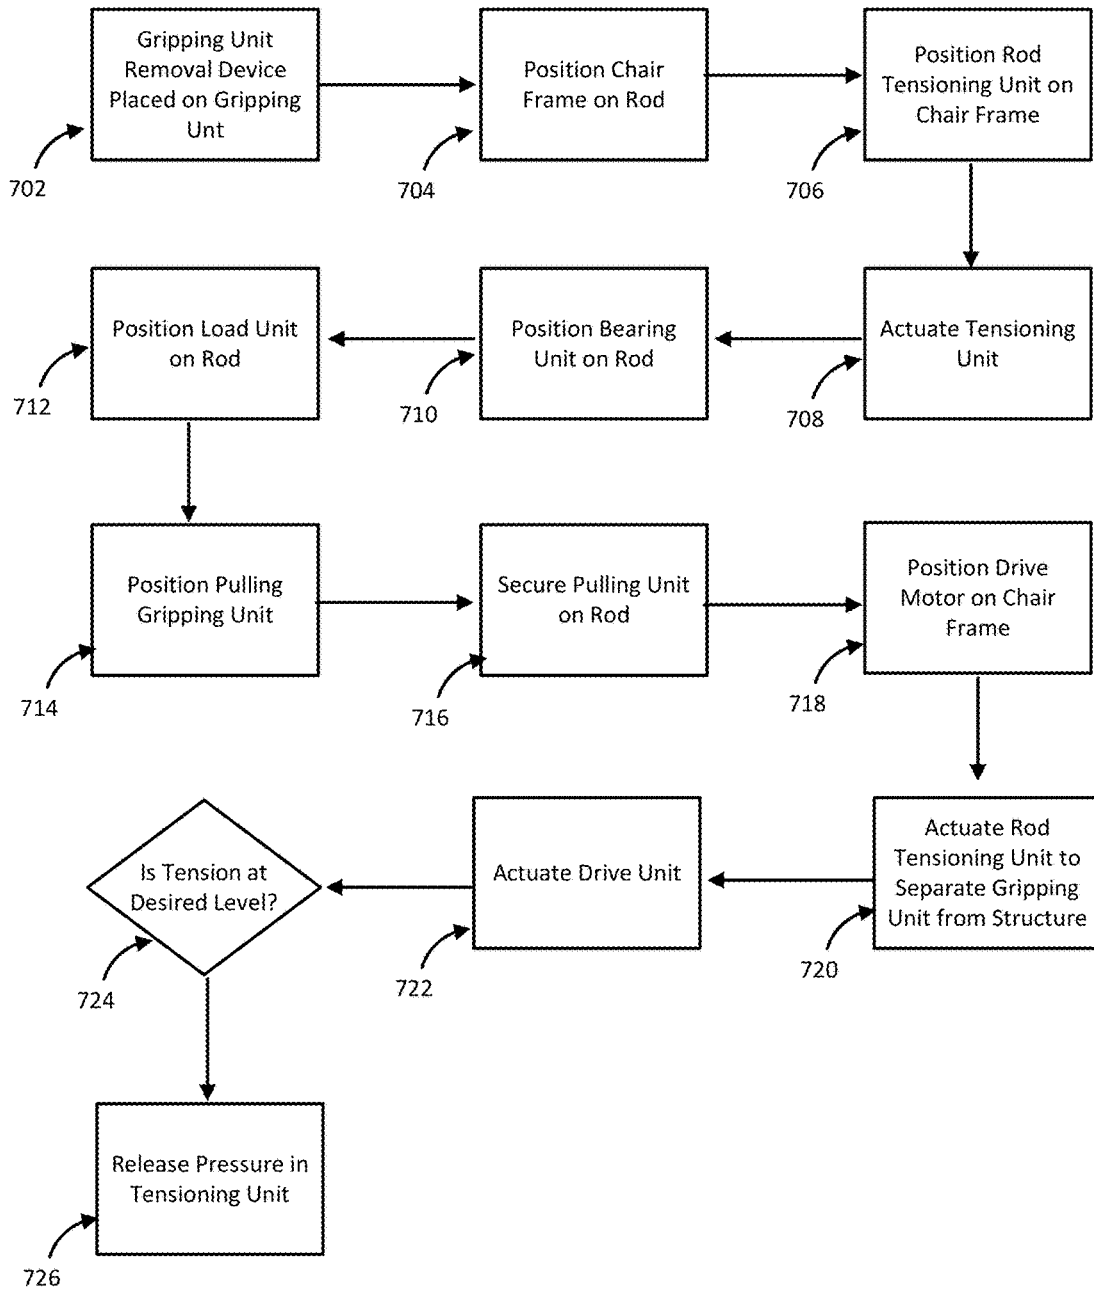 Gripping Unit
Removal Device
Placed on Gripping
Unt
702
Position Chair
Frame on Rod
704
Position Rod
Tensioning Unit on
Chair Frame
706
Actuate Tensioning
Unit
708
Position Bearing
Unit on Rod
710
Position Load Unit
on Rod
712
Position Pulling
Gripping Unit
714
Secure Pulling Unit
on Rod
716
Position Drive
Motor on Chair
Frame
718
Actuate Rod
Tensioning Unit to
Separate Gripping
Unit from Structure
720
Actuate Drive Unit
722
Is Tension at
Desired Level?
724
Release Pressure in
Tensioning Unit
726